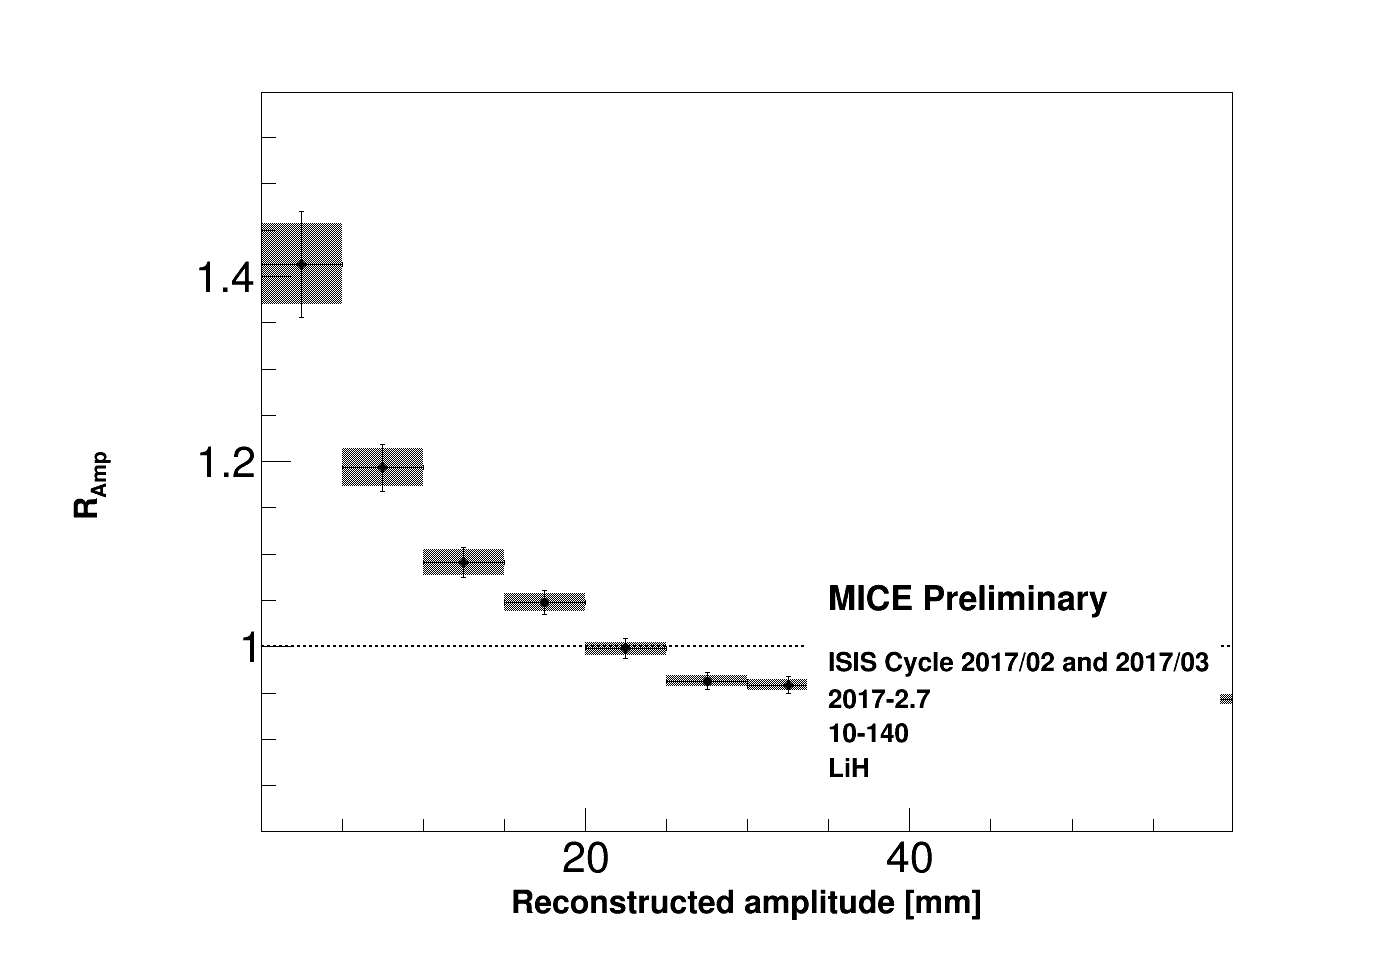 1.4
1.2
1
R_Amp
MICE Preliminary
ISIS Cycle 2017/02 and 2017/03
2017-2.7
10-140
LiH
20 40
Reconstructed amplitude [mm]